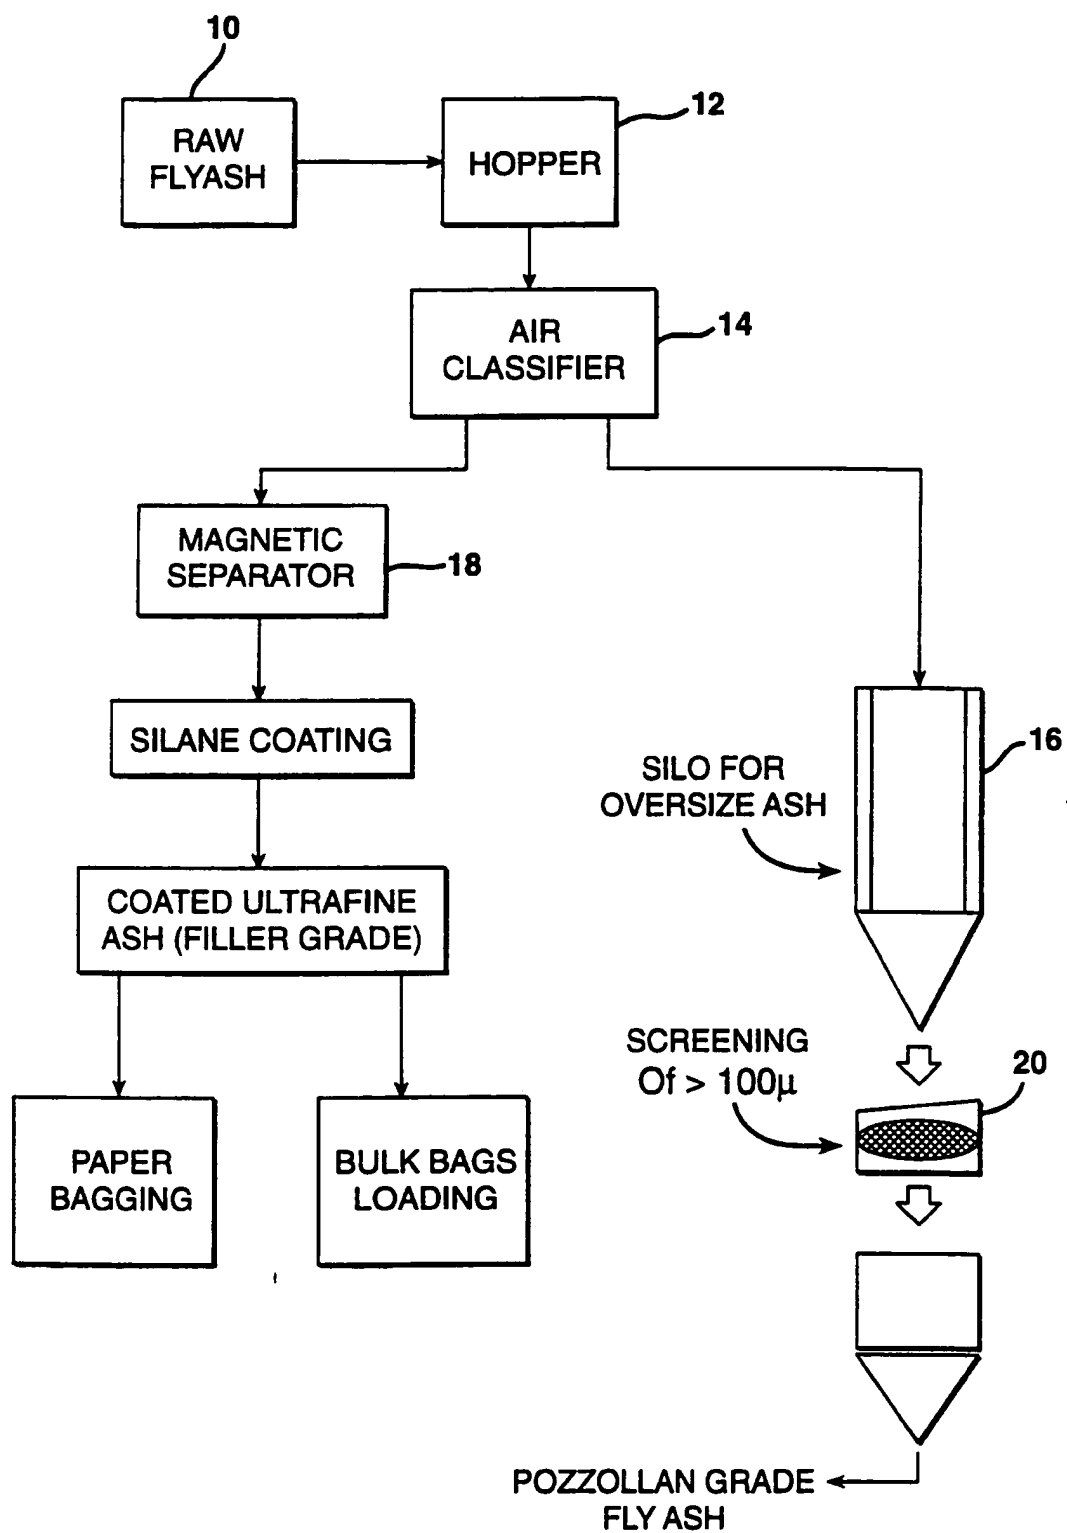 10
RAW
FLYASH
12
HOPPER
14
AIR
CLASSIFIER
MAGNETIC
SEPARATOR
18
SILANE COATING
16
SILO FOR
OVERSIZE ASH
COATED ULTRAFINE
ASH (FILLER GRADE)
SCREENING
Of > 100μ
20
PAPER
BAGGING
BULK BAGS
LOADING
POZZOLLAN GRADE
FLY ASH